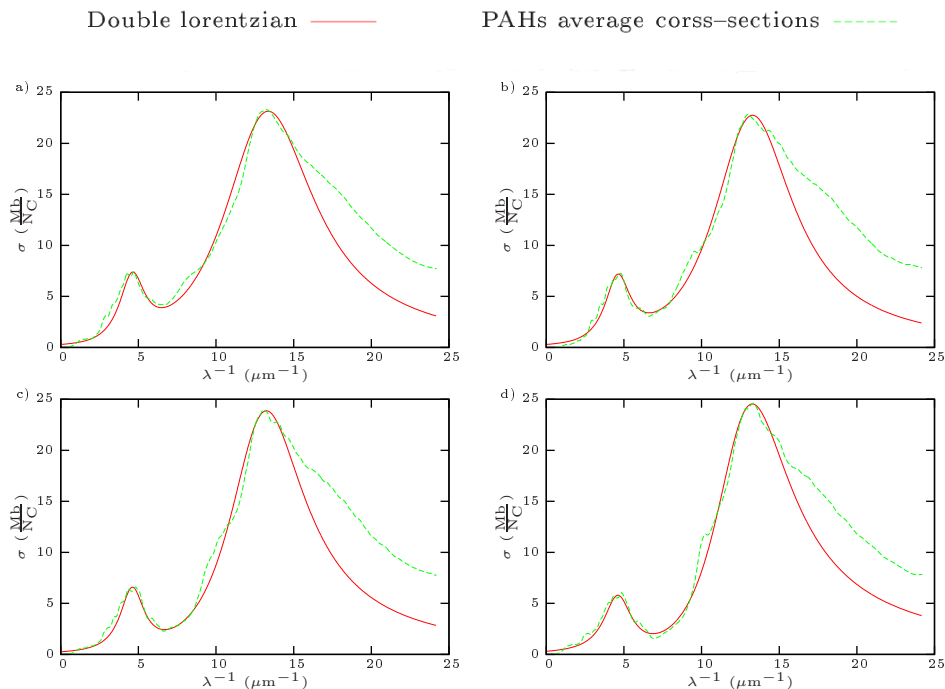 Double lorentzian
PAHs average corss–sections
a)
25
20
15
10
5
0
σ (Mb/NC)
0 5 10 15 20 25
λ⁻¹ (μm⁻¹)
b)
25
20
15
10
5
0
σ (Mb/NC)
0 5 10 15 20 25
λ⁻¹ (μm⁻¹)
c)
25
20
15
10
5
0
σ (Mb/NC)
0 5 10 15 20 25
λ⁻¹ (μm⁻¹)
d)
25
20
15
10
5
0
σ (Mb/NC)
0 5 10 15 20 25
λ⁻¹ (μm⁻¹)